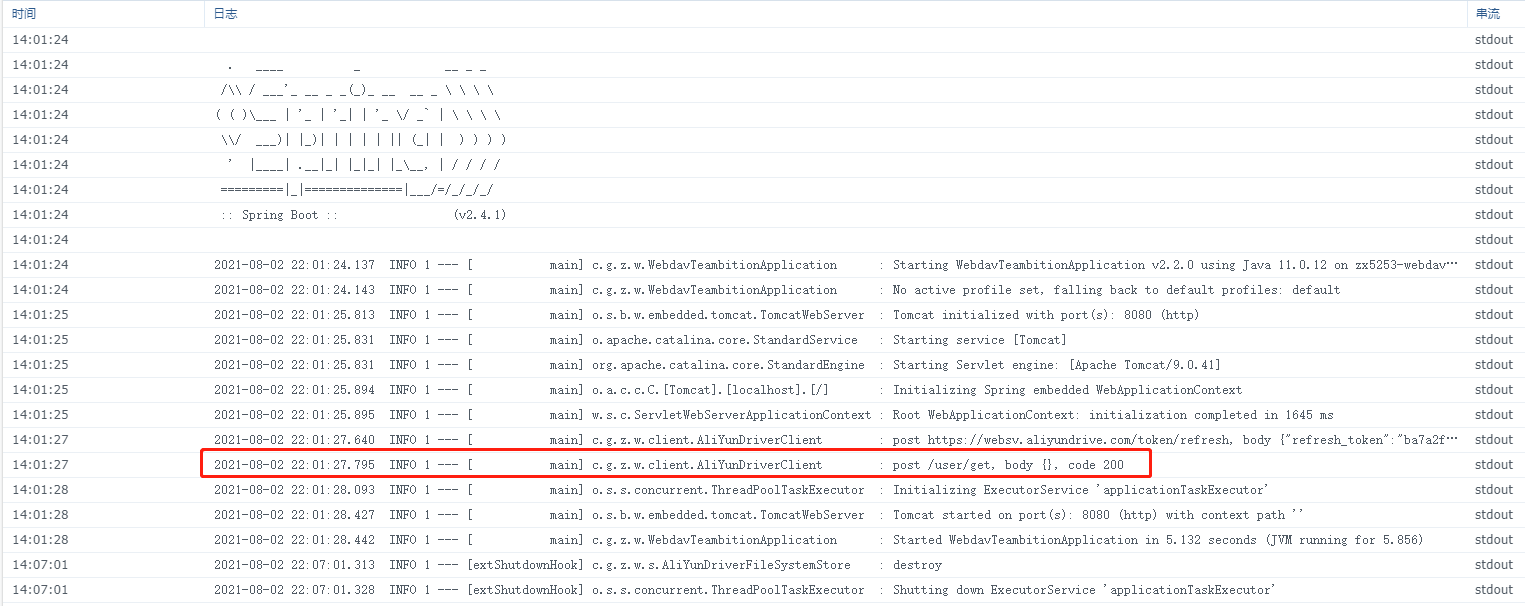 时间 日志 串流
14:01:24 stdout
14:01:24   .   ____          _            __ _ _ stdout
14:01:24  /\\ / ___'_ __ _ _(_)_ __  __ _ \ \ \ \ stdout
14:01:24 ( ( )\___ | '_ | '_| | '_ \/ _` | \ \ \ \ stdout
14:01:24  \\/  ___)| |_)| | | | | || (_| |  ) ) ) ) stdout
14:01:24   '  |____| .__|_| |_|_| |_\__, | / / / / stdout
14:01:24  =========|_|==============|___/=/_/_/_/ stdout
14:01:24  :: Spring Boot ::                (v2.4.1) stdout
14:01:24 stdout
14:01:24 2021-08-02 22:01:24.137  INFO 1 --- [           main] c.g.z.w.WebdavTeambitionApplication      : Starting WebdavTeambitionApplication v2.2.0 using Java 11.0.12 on zx5253-webdav… stdout
14:01:24 2021-08-02 22:01:24.143  INFO 1 --- [           main] c.g.z.w.WebdavTeambitionApplication      : No active profile set, falling back to default profiles: default stdout
14:01:25 2021-08-02 22:01:25.813  INFO 1 --- [           main] o.s.b.w.embedded.tomcat.TomcatWebServer  : Tomcat initialized with port(s): 8080 (http) stdout
14:01:25 2021-08-02 22:01:25.831  INFO 1 --- [           main] o.apache.catalina.core.StandardService   : Starting service [Tomcat] stdout
14:01:25 2021-08-02 22:01:25.831  INFO 1 --- [           main] org.apache.catalina.core.StandardEngine  : Starting Servlet engine: [Apache Tomcat/9.0.41] stdout
14:01:25 2021-08-02 22:01:25.894  INFO 1 --- [           main] o.a.c.c.C.[Tomcat].[localhost].[/]       : Initializing Spring embedded WebApplicationContext stdout
14:01:25 2021-08-02 22:01:25.895  INFO 1 --- [           main] w.s.c.ServletWebServerApplicationContext : Root WebApplicationContext: initialization completed in 1645 ms stdout
14:01:27 2021-08-02 22:01:27.640  INFO 1 --- [           main] c.g.z.w.client.AliYunDriverClient        : post https://websv.aliyundrive.com/token/refresh, body {"refresh_token":"ba7a2f… stdout
14:01:27 2021-08-02 22:01:27.795  INFO 1 --- [           main] c.g.z.w.client.AliYunDriverClient        : post /user/get, body {}, code 200 stdout
14:01:28 2021-08-02 22:01:28.093  INFO 1 --- [           main] o.s.s.concurrent.ThreadPoolTaskExecutor  : Initializing ExecutorService 'applicationTaskExecutor' stdout
14:01:28 2021-08-02 22:01:28.427  INFO 1 --- [           main] o.s.b.w.embedded.tomcat.TomcatWebServer  : Tomcat started on port(s): 8080 (http) with context path '' stdout
14:01:28 2021-08-02 22:01:28.442  INFO 1 --- [           main] c.g.z.w.WebdavTeambitionApplication      : Started WebdavTeambitionApplication in 5.132 seconds (JVM running for 5.856) stdout
14:07:01 2021-08-02 22:07:01.313  INFO 1 --- [extShutdownHook] c.g.z.w.s.AliYunDriverFileSystemStore    : destroy stdout
14:07:01 2021-08-02 22:07:01.328  INFO 1 --- [extShutdownHook] o.s.s.concurrent.ThreadPoolTaskExecutor  : Shutting down ExecutorService 'applicationTaskExecutor' stdout